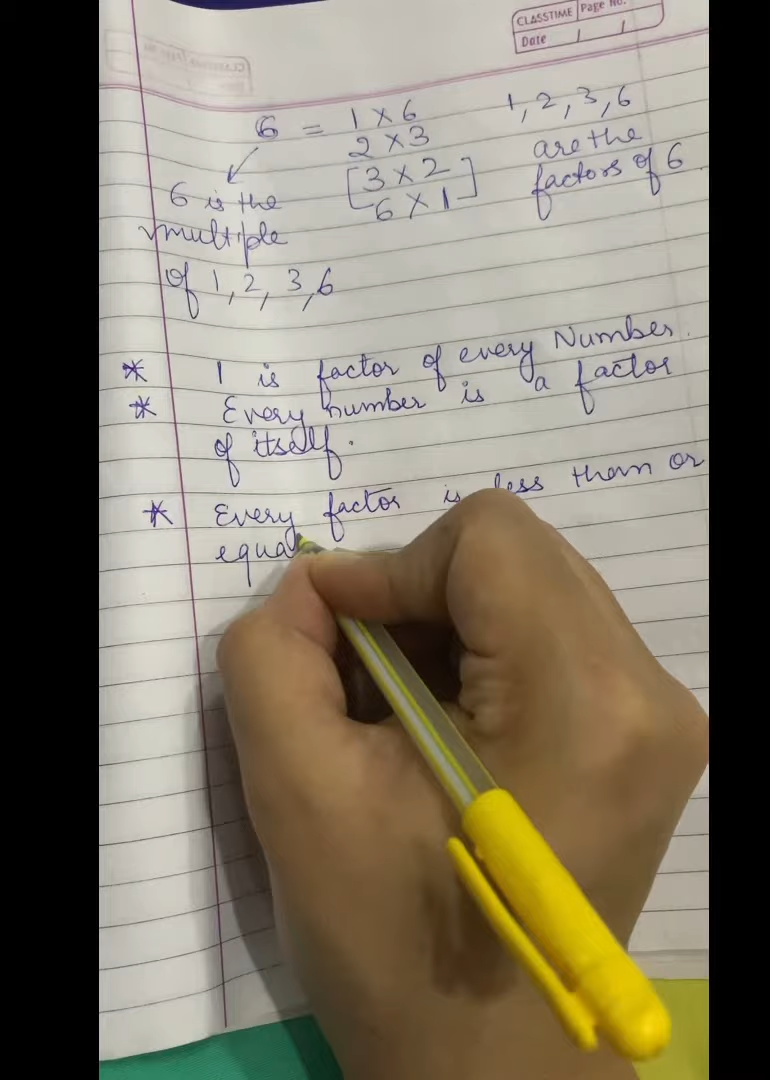 CLASSTIME Page No.
Date / /
6 = 1 × 6
2 × 3
[3 × 2
6 × 1]
1, 2, 3, 6
are the
factors of 6
6 is the
multiple
of 1, 2, 3, 6
* 1 is factor of every Number.
* Every number is a factor
of itself.
* Every factor is less than or
equa